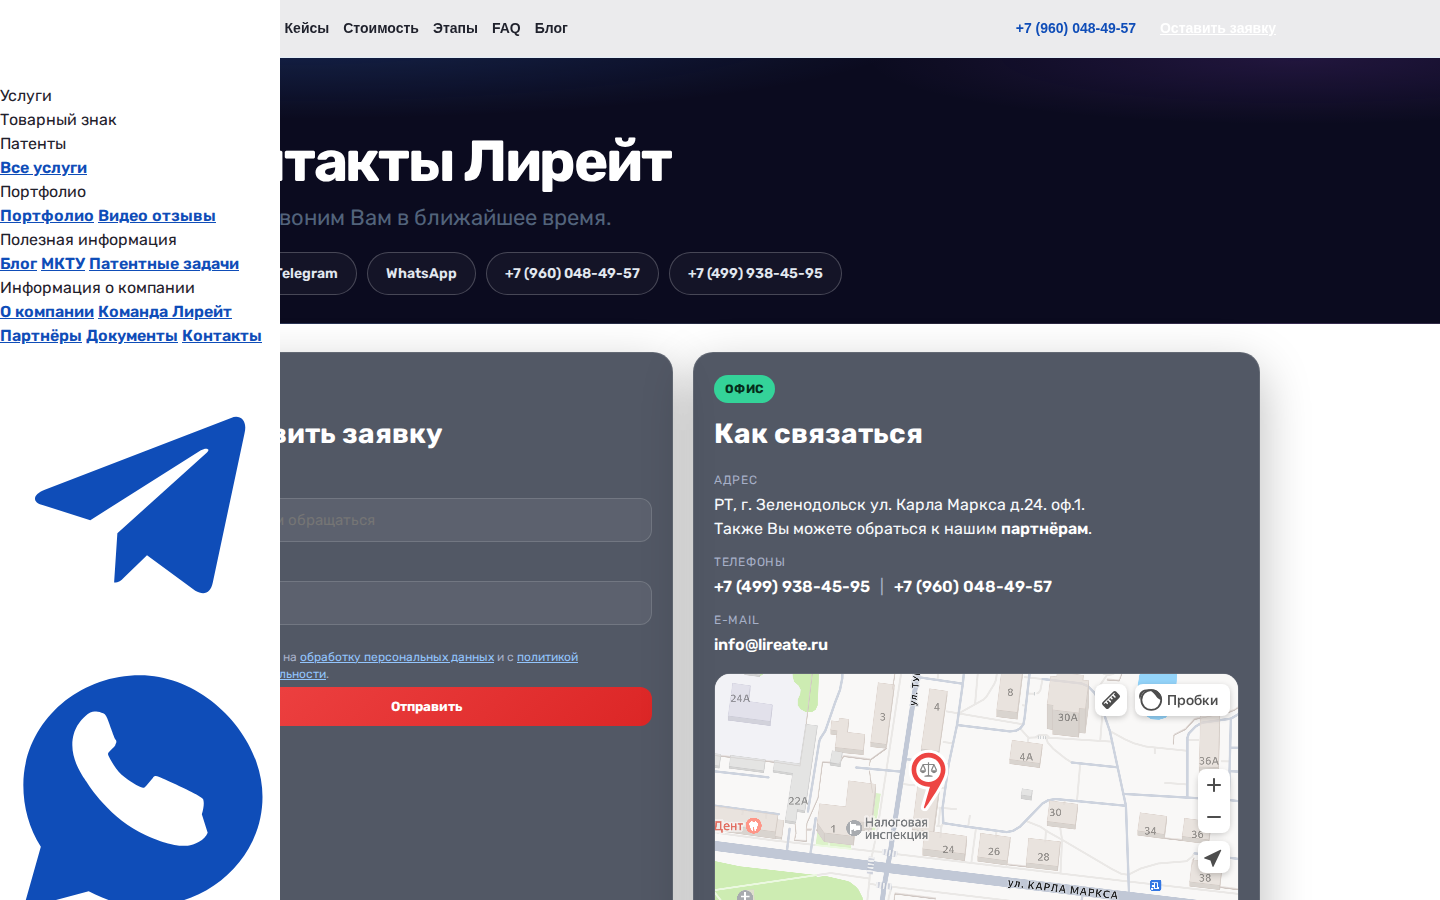 Кейсы Стоимость Этапы FAQ Блог +7 (960) 048-49-57 Оставить заявку
Услуги
Товарный знак
Патенты
Все услуги
Портфолио
Портфолио Видео отзывы
Полезная информация
Блог МКТУ Патентные задачи
Информация о компании
О компании Команда Лирейт
Партнёры Документы Контакты
такты Лирейт
воним Вам в ближайшее время.
Telegram WhatsApp +7 (960) 048-49-57 +7 (499) 938-45-95
вить заявку
обращаться
на обработку персональных данных и с политикой
льности.
Отправить
ОФИС
Как связаться
АДРЕС
РТ, г. Зеленодольск ул. Карла Маркса д.24. оф.1.
Также Вы можете обраться к нашим партнёрам.
ТЕЛЕФОНЫ
+7 (499) 938-45-95 | +7 (960) 048-49-57
E-MAIL
info@lireate.ru
Пробки
24А
3
ул. ТУ
4
8
30А
4А
36А
22А
Дент
1
Налоговая
инспекция
24
26
28
30
34
36
38
ул. КАРЛА МАРКСА